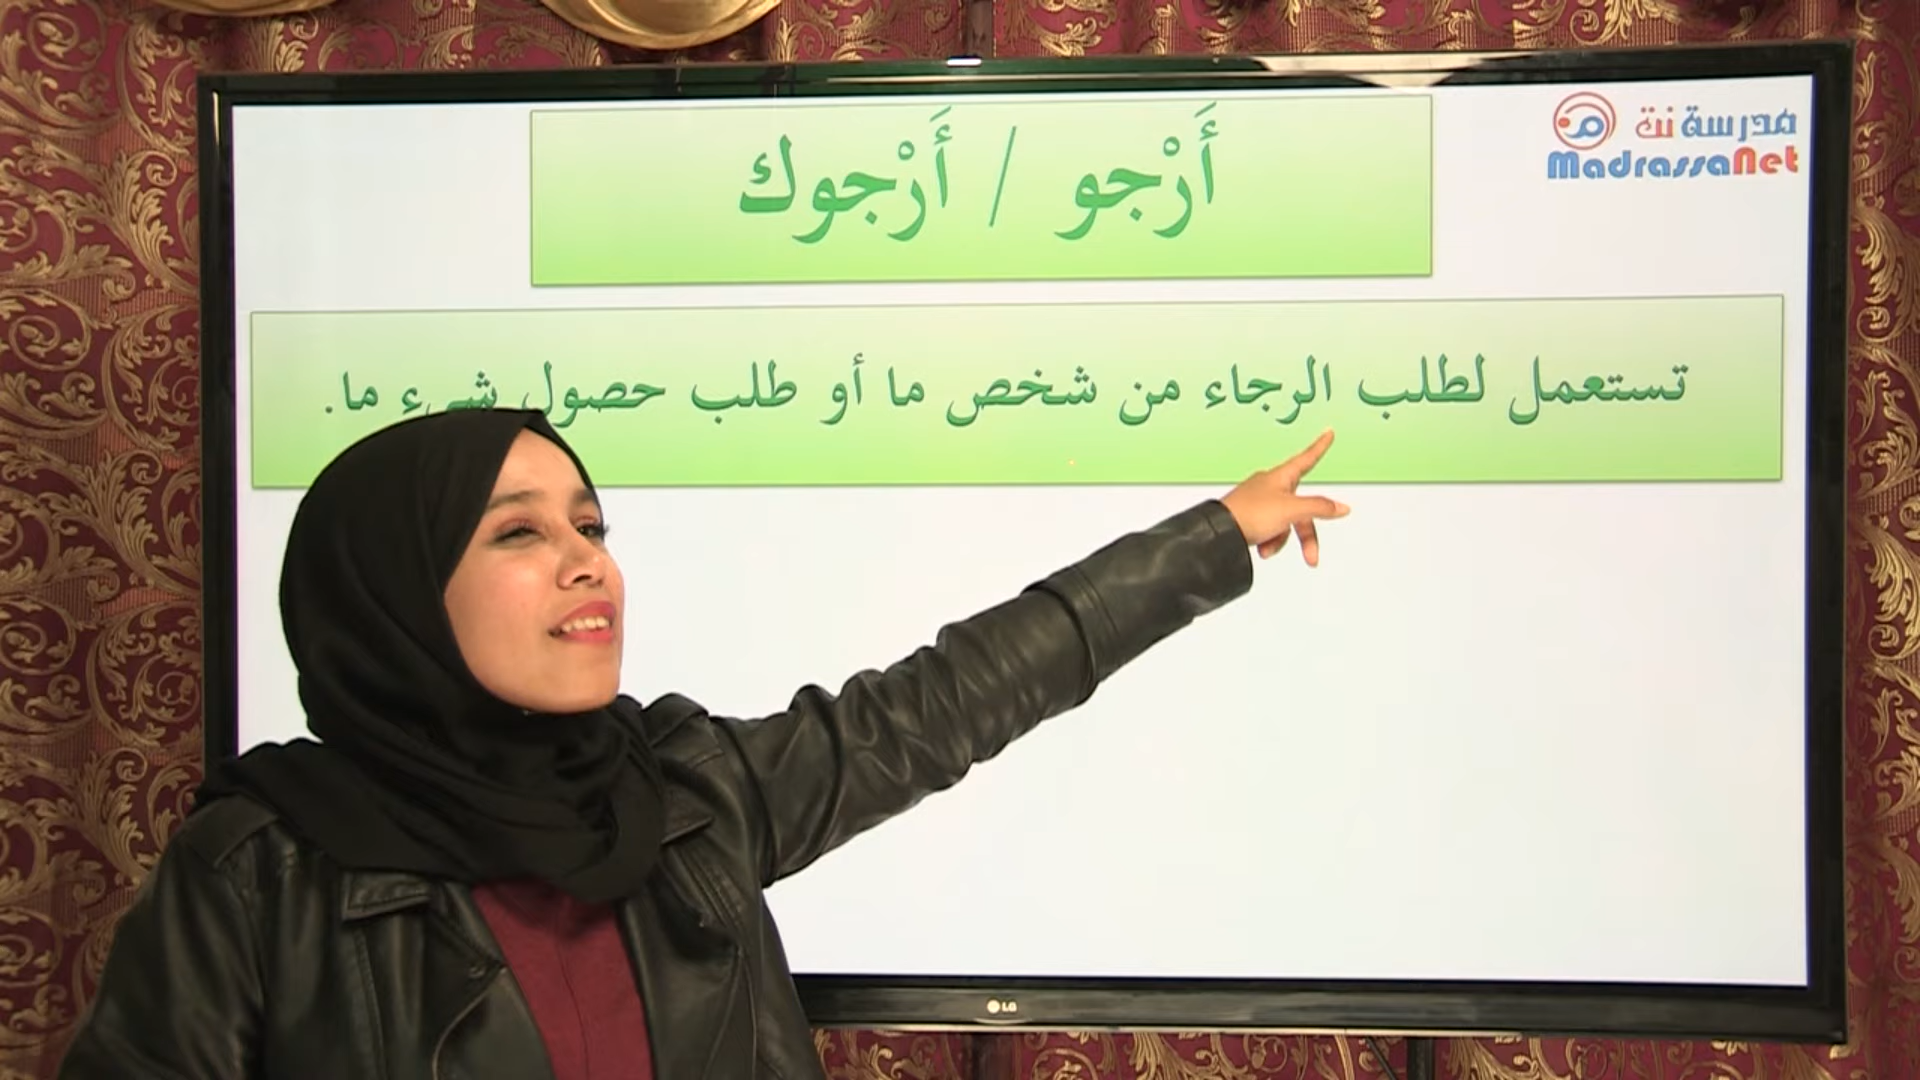 مدرسة نت
MadrassaNet
أَرْجو / أَرْجوك
تستعمل لطلب الرجاء من شخص ما أو طلب حصول شيء ما.
LG